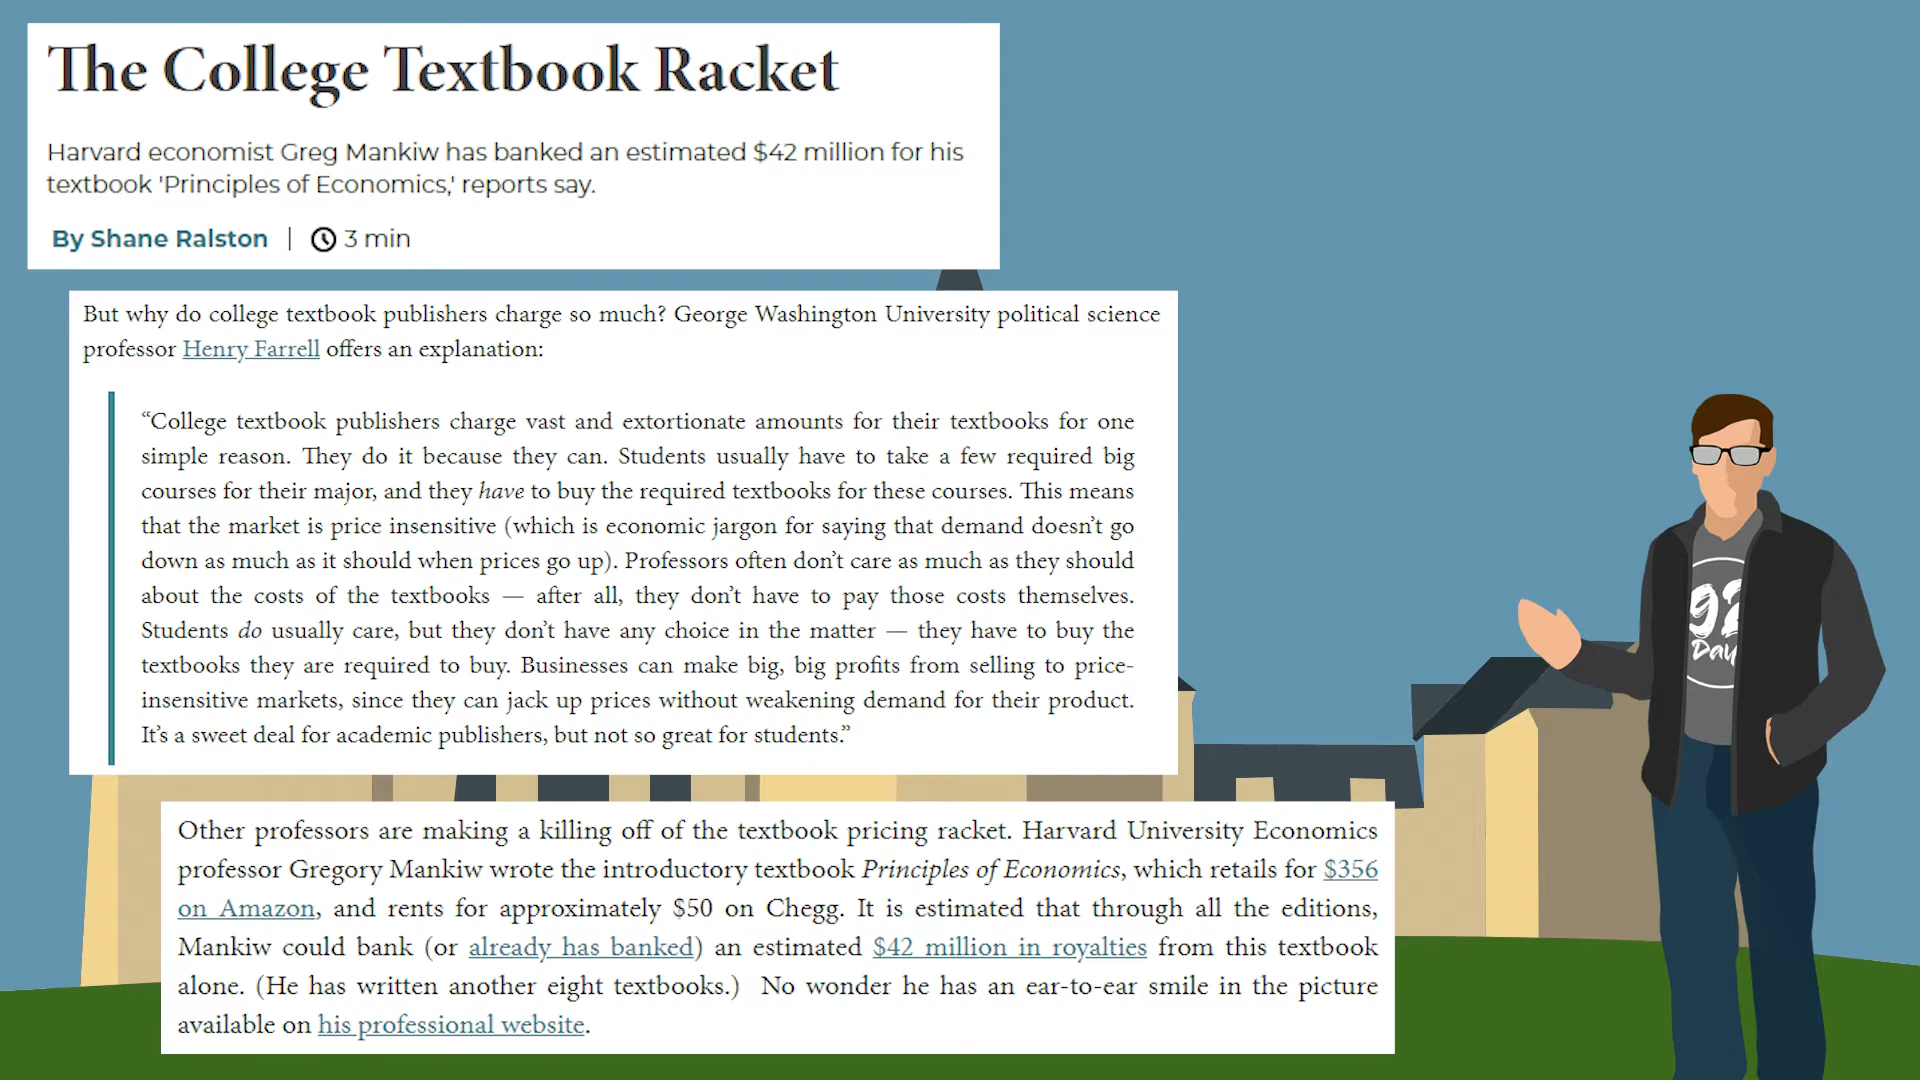 The College Textbook Racket
Harvard economist Greg Mankiw has banked an estimated $42 million for his
textbook 'Principles of Economics,' reports say.
By Shane Ralston | 3 min
But why do college textbook publishers charge so much? George Washington University political science
professor Henry Farrell offers an explanation:
“College textbook publishers charge vast and extortionate amounts for their textbooks for one
simple reason. They do it because they can. Students usually have to take a few required big
courses for their major, and they have to buy the required textbooks for these courses. This means
that the market is price insensitive (which is economic jargon for saying that demand doesn’t go
down as much as it should when prices go up). Professors often don’t care as much as they should
about the costs of the textbooks — after all, they don’t have to pay those costs themselves.
Students do usually care, but they don’t have any choice in the matter — they have to buy the
textbooks they are required to buy. Businesses can make big, big profits from selling to price-
insensitive markets, since they can jack up prices without weakening demand for their product.
It’s a sweet deal for academic publishers, but not so great for students.”
Other professors are making a killing off of the textbook pricing racket. Harvard University Economics
professor Gregory Mankiw wrote the introductory textbook Principles of Economics, which retails for $356
on Amazon, and rents for approximately $50 on Chegg. It is estimated that through all the editions,
Mankiw could bank (or already has banked) an estimated $42 million in royalties from this textbook
alone. (He has written another eight textbooks.) No wonder he has an ear-to-ear smile in the picture
available on his professional website.
92
Day